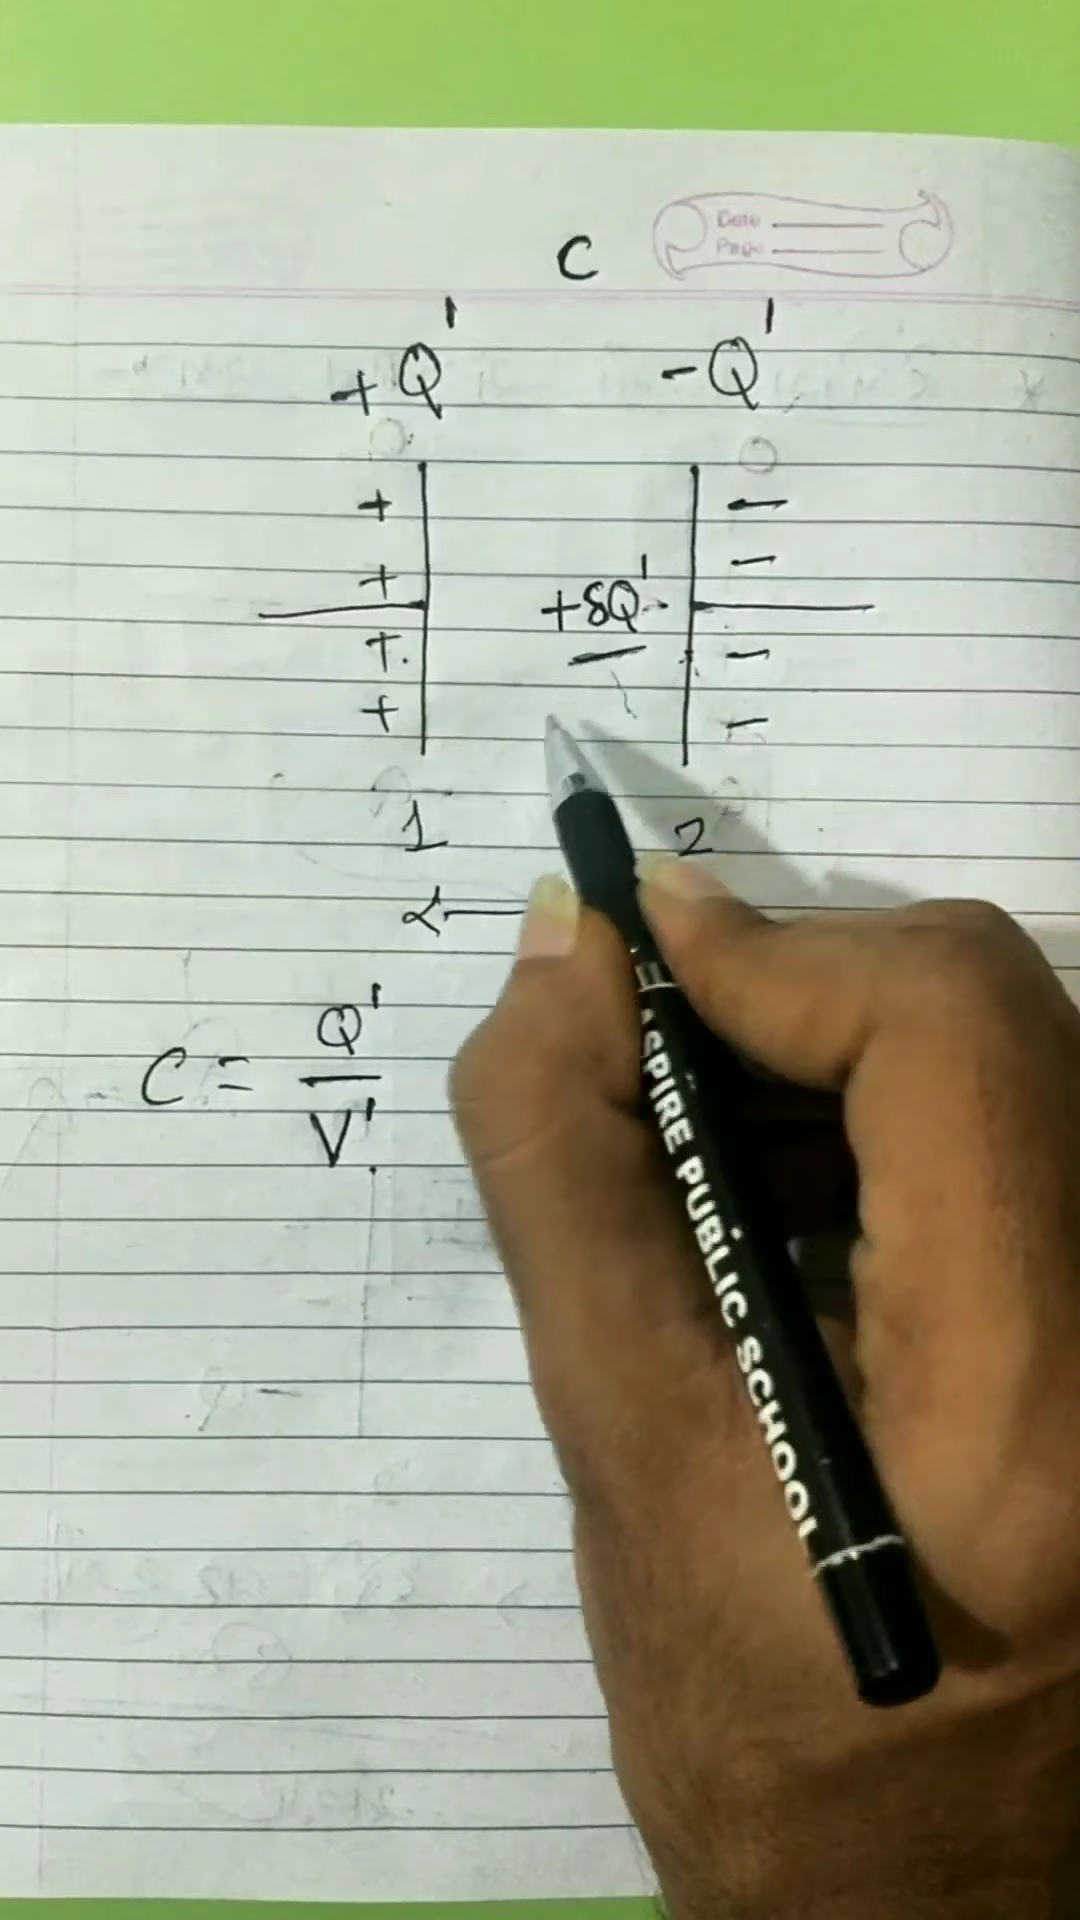 C
Date
Page
+Q' -Q'
+ –
+ –
+δQ'
+ –
+ –
1 2
C = Q'/V'
ASPIRE PUBLIC SCHOOL